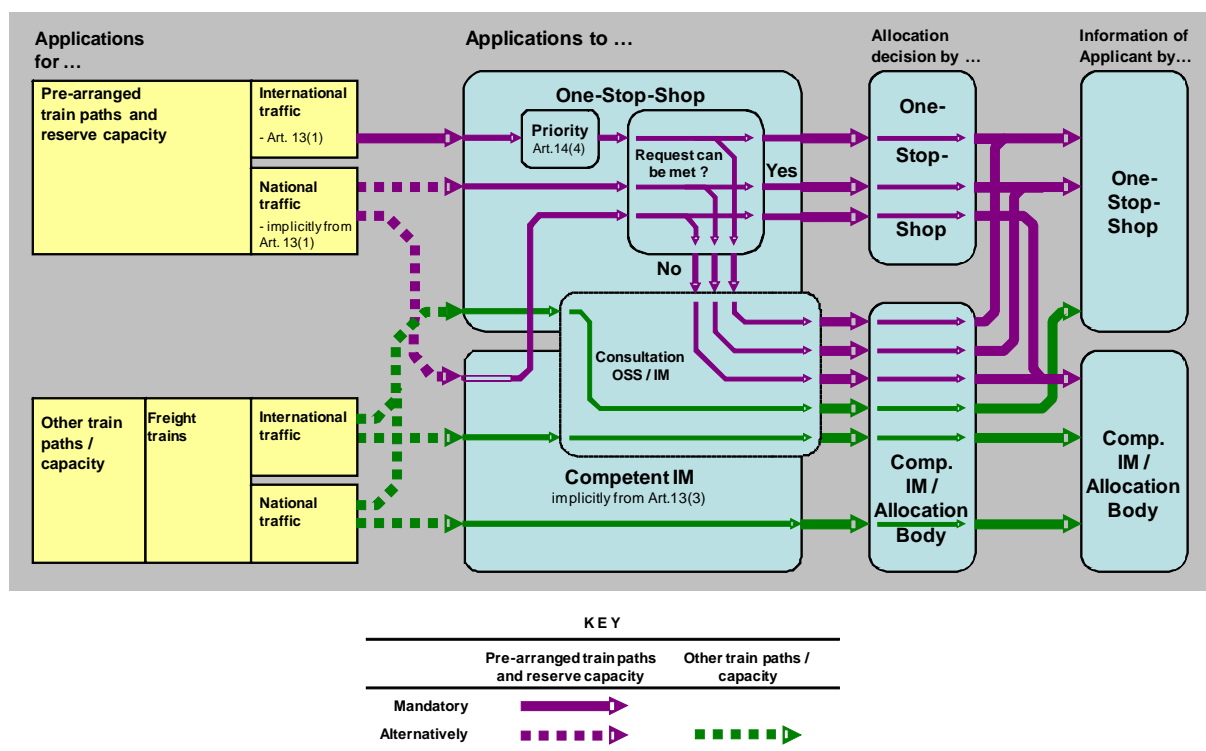 Applications
for ...
Applications to ...
Allocation
decision by ...
Information of
Applicant by...
Pre-arranged
train paths and
reserve capacity
International
traffic
- Art. 13(1)
National
traffic
- implicitly from
Art. 13(1)
One-Stop-Shop
Priority
Art.14(4)
Request can
be met ?
Yes
No
One-
Stop-
Shop
One-
Stop-
Shop
Consultation
OSS / IM
Other train
paths /
capacity
Freight
trains
International
traffic
National
traffic
Competent IM
implicitly from Art.13(3)
Comp.
IM /
Allocation
Body
Comp.
IM /
Allocation
Body
K E Y
Pre-arranged train paths
and reserve capacity
Other train paths /
capacity
Mandatory
Alternatively